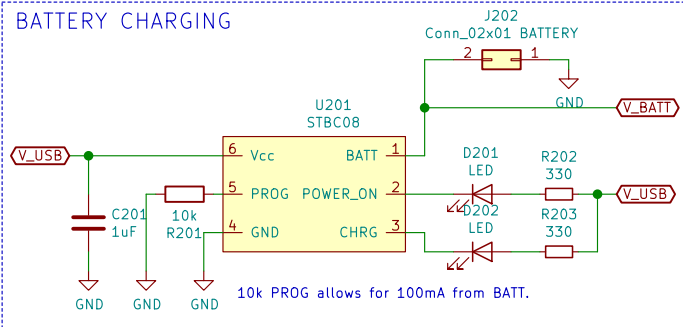 BATTERY CHARGING
J202
Conn_02x01 BATTERY
2 1
GND
V_BATT
U201
STBC08
V_USB
6 Vcc BATT 1
5 PROG POWER_ON 2
4 GND CHRG 3
10k
R201
C201
1uF
D201
LED
R202
330
V_USB
D202
LED
R203
330
GND GND GND
10k PROG allows for 100mA from BATT.